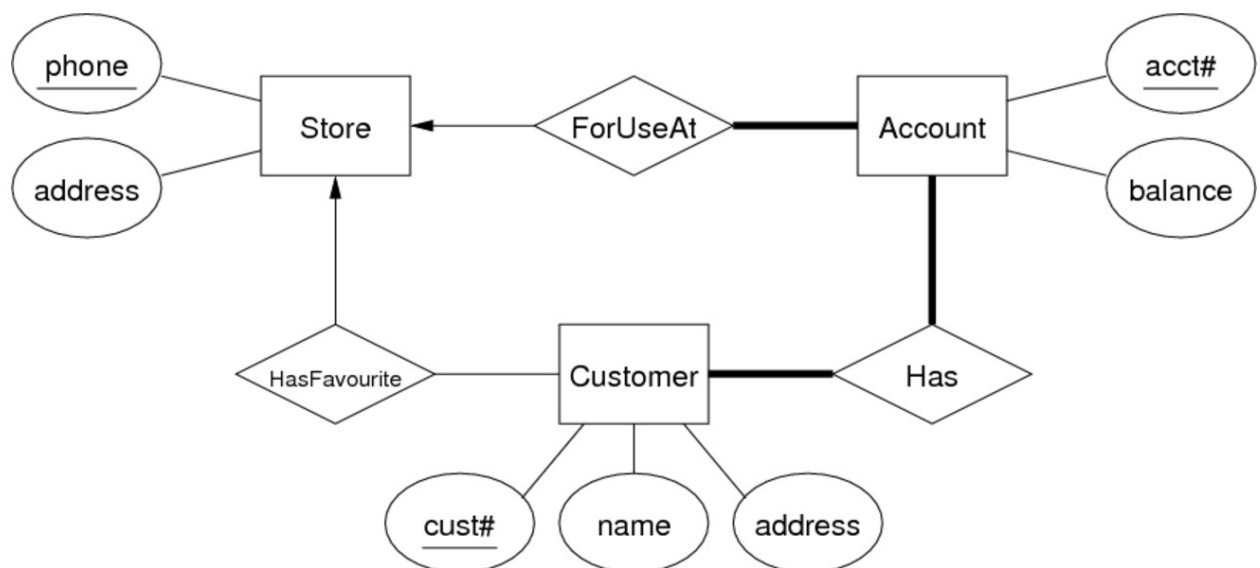 phone
acct#
Store
ForUseAt
Account
address
balance
HasFavourite
Customer
Has
cust#
name
address